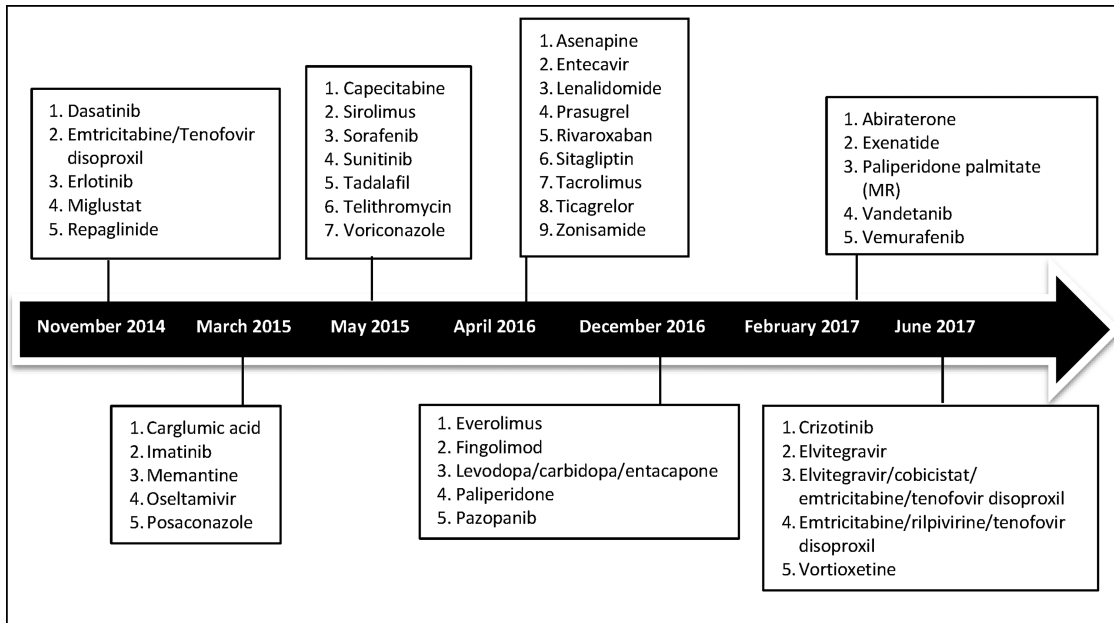 1. Dasatinib
2. Emtricitabine/Tenofovir
disoproxil
3. Erlotinib
4. Miglustat
5. Repaglinide
1. Capecitabine
2. Sirolimus
3. Sorafenib
4. Sunitinib
5. Tadalafil
6. Telithromycin
7. Voriconazole
1. Asenapine
2. Entecavir
3. Lenalidomide
4. Prasugrel
5. Rivaroxaban
6. Sitagliptin
7. Tacrolimus
8. Ticagrelor
9. Zonisamide
1. Abiraterone
2. Exenatide
3. Paliperidone palmitate
(MR)
4. Vandetanib
5. Vemurafenib
November 2014 March 2015 May 2015 April 2016 December 2016 February 2017 June 2017
1. Carglumic acid
2. Imatinib
3. Memantine
4. Oseltamivir
5. Posaconazole
1. Everolimus
2. Fingolimod
3. Levodopa/carbidopa/entacapone
4. Paliperidone
5. Pazopanib
1. Crizotinib
2. Elvitegravir
3. Elvitegravir/cobicistat/
emtricitabine/tenofovir disoproxil
4. Emtricitabine/rilpivirine/tenofovir
disoproxil
5. Vortioxetine